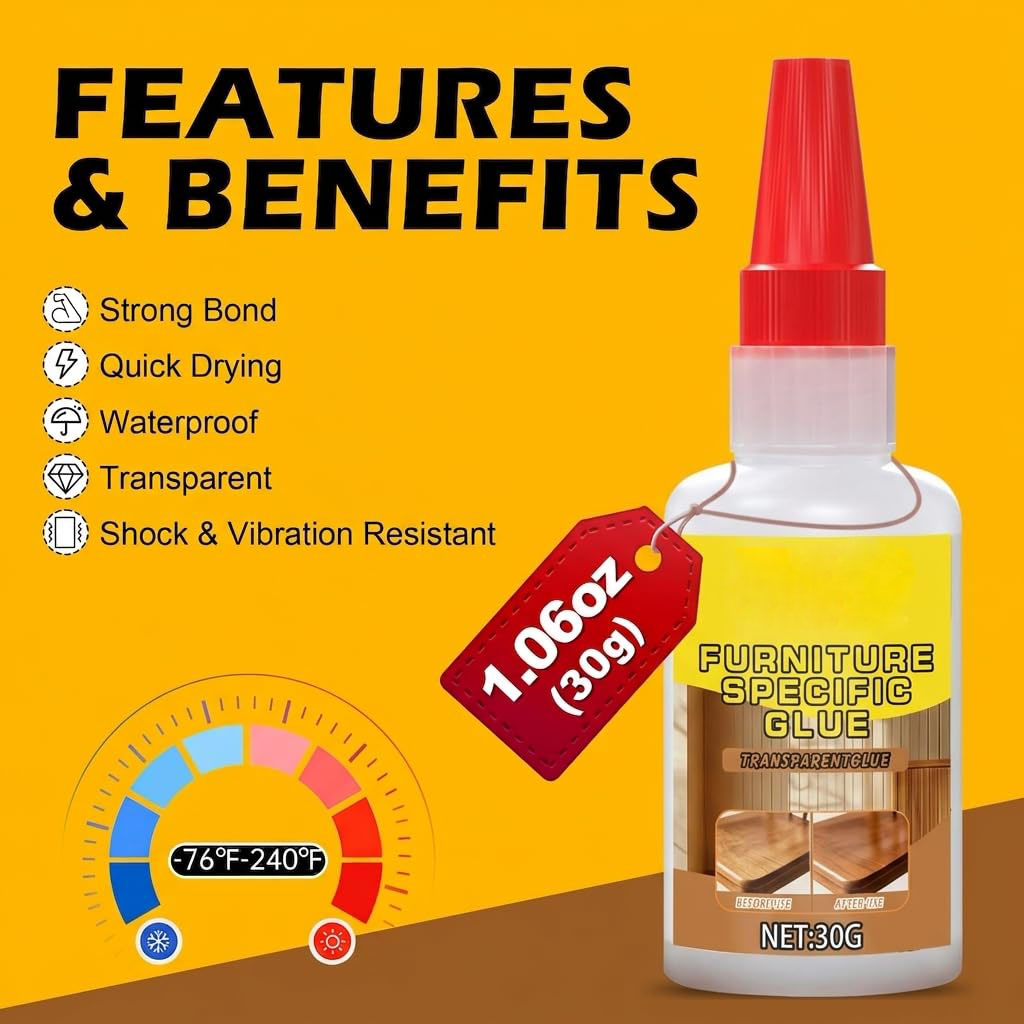 FEATURES
& BENEFITS
Strong Bond
Quick Drying
Waterproof
Transparent
Shock & Vibration Resistant
1.06oz
(30g)
-76°F-240°F
FURNITURE
SPECIFIC
GLUE
TRANSPARENTGLUE
NET:30G